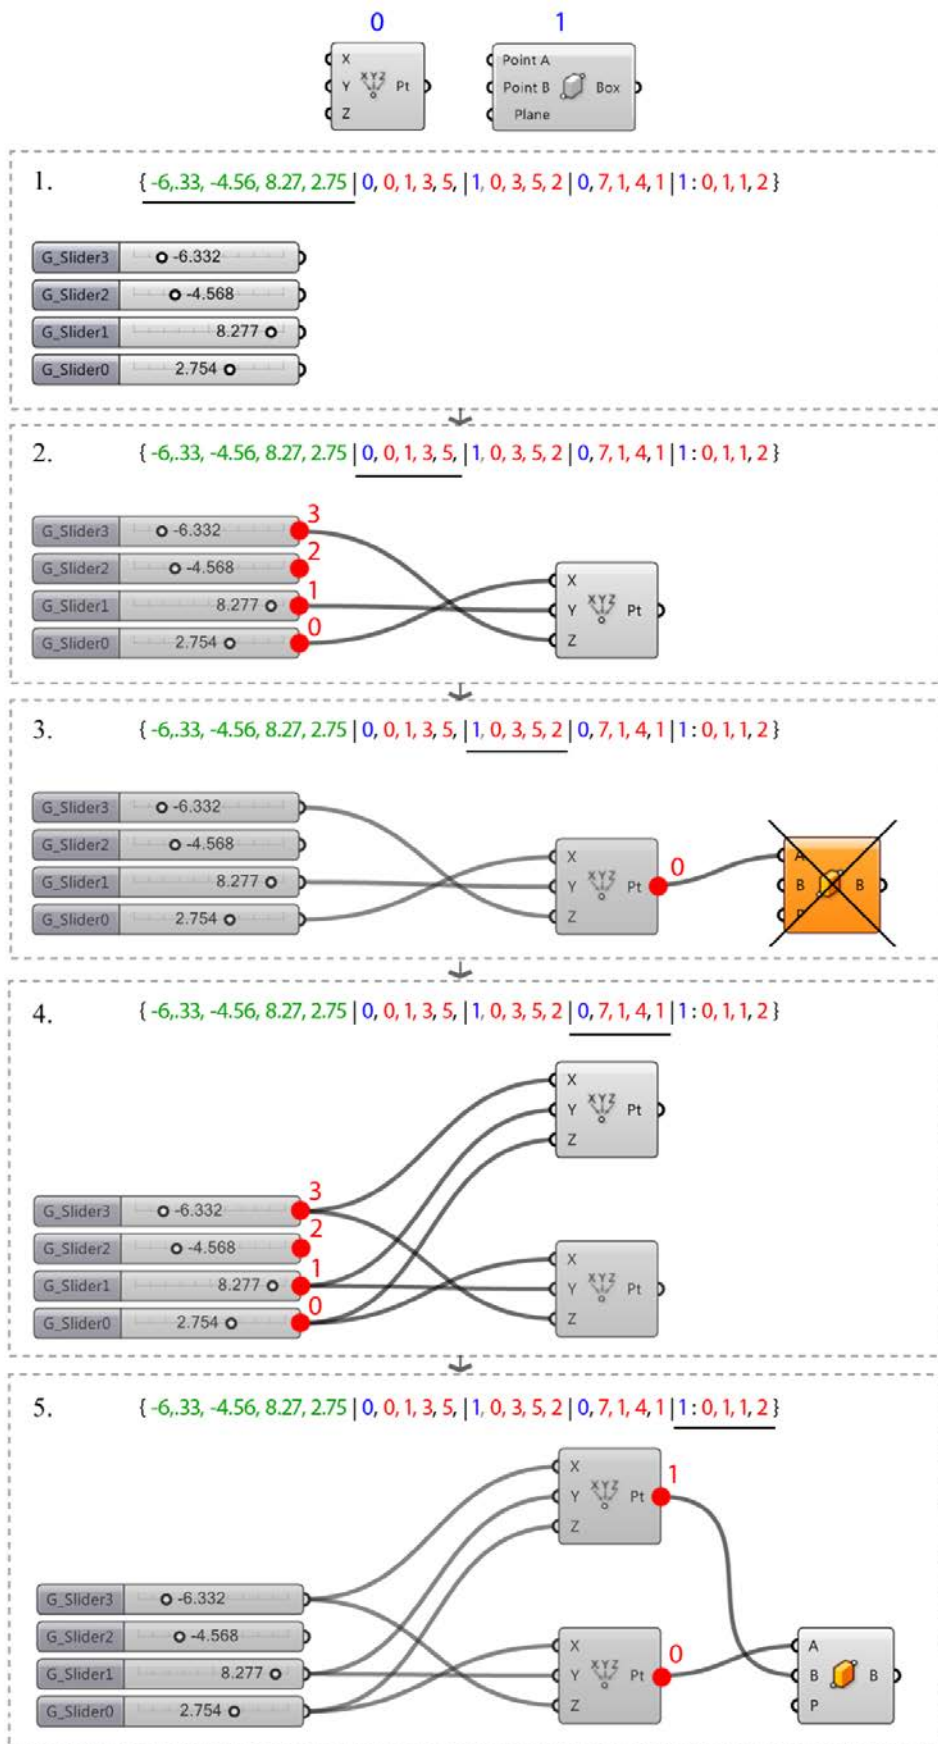 0 1
X
Y XYZ Pt
Z
Point A
Point B Box
Plane
1. { -6,.33, -4.56, 8.27, 2.75 | 0, 0, 1, 3, 5, | 1, 0, 3, 5, 2 | 0, 7, 1, 4, 1 | 1 : 0, 1, 1, 2 }
G_Slider3 -6.332
G_Slider2 -4.568
G_Slider1 8.277
G_Slider0 2.754
2. { -6,.33, -4.56, 8.27, 2.75 | 0, 0, 1, 3, 5, | 1, 0, 3, 5, 2 | 0, 7, 1, 4, 1 | 1 : 0, 1, 1, 2 }
G_Slider3 -6.332 3
G_Slider2 -4.568 2
G_Slider1 8.277 1
G_Slider0 2.754 0
X
Y XYZ Pt
Z
3. { -6,.33, -4.56, 8.27, 2.75 | 0, 0, 1, 3, 5, | 1, 0, 3, 5, 2 | 0, 7, 1, 4, 1 | 1 : 0, 1, 1, 2 }
G_Slider3 -6.332
G_Slider2 -4.568
G_Slider1 8.277
G_Slider0 2.754
X
Y XYZ Pt 0
Z
A
B B
P
4. { -6,.33, -4.56, 8.27, 2.75 | 0, 0, 1, 3, 5, | 1, 0, 3, 5, 2 | 0, 7, 1, 4, 1 | 1 : 0, 1, 1, 2 }
X
Y XYZ Pt
Z
G_Slider3 -6.332 3
G_Slider2 -4.568 2
G_Slider1 8.277 1
G_Slider0 2.754 0
X
Y XYZ Pt
Z
5. { -6,.33, -4.56, 8.27, 2.75 | 0, 0, 1, 3, 5, | 1, 0, 3, 5, 2 | 0, 7, 1, 4, 1 | 1 : 0, 1, 1, 2 }
X
Y XYZ Pt 1
Z
G_Slider3 -6.332
G_Slider2 -4.568
G_Slider1 8.277
G_Slider0 2.754
X
Y XYZ Pt 0
Z
A
B B
P